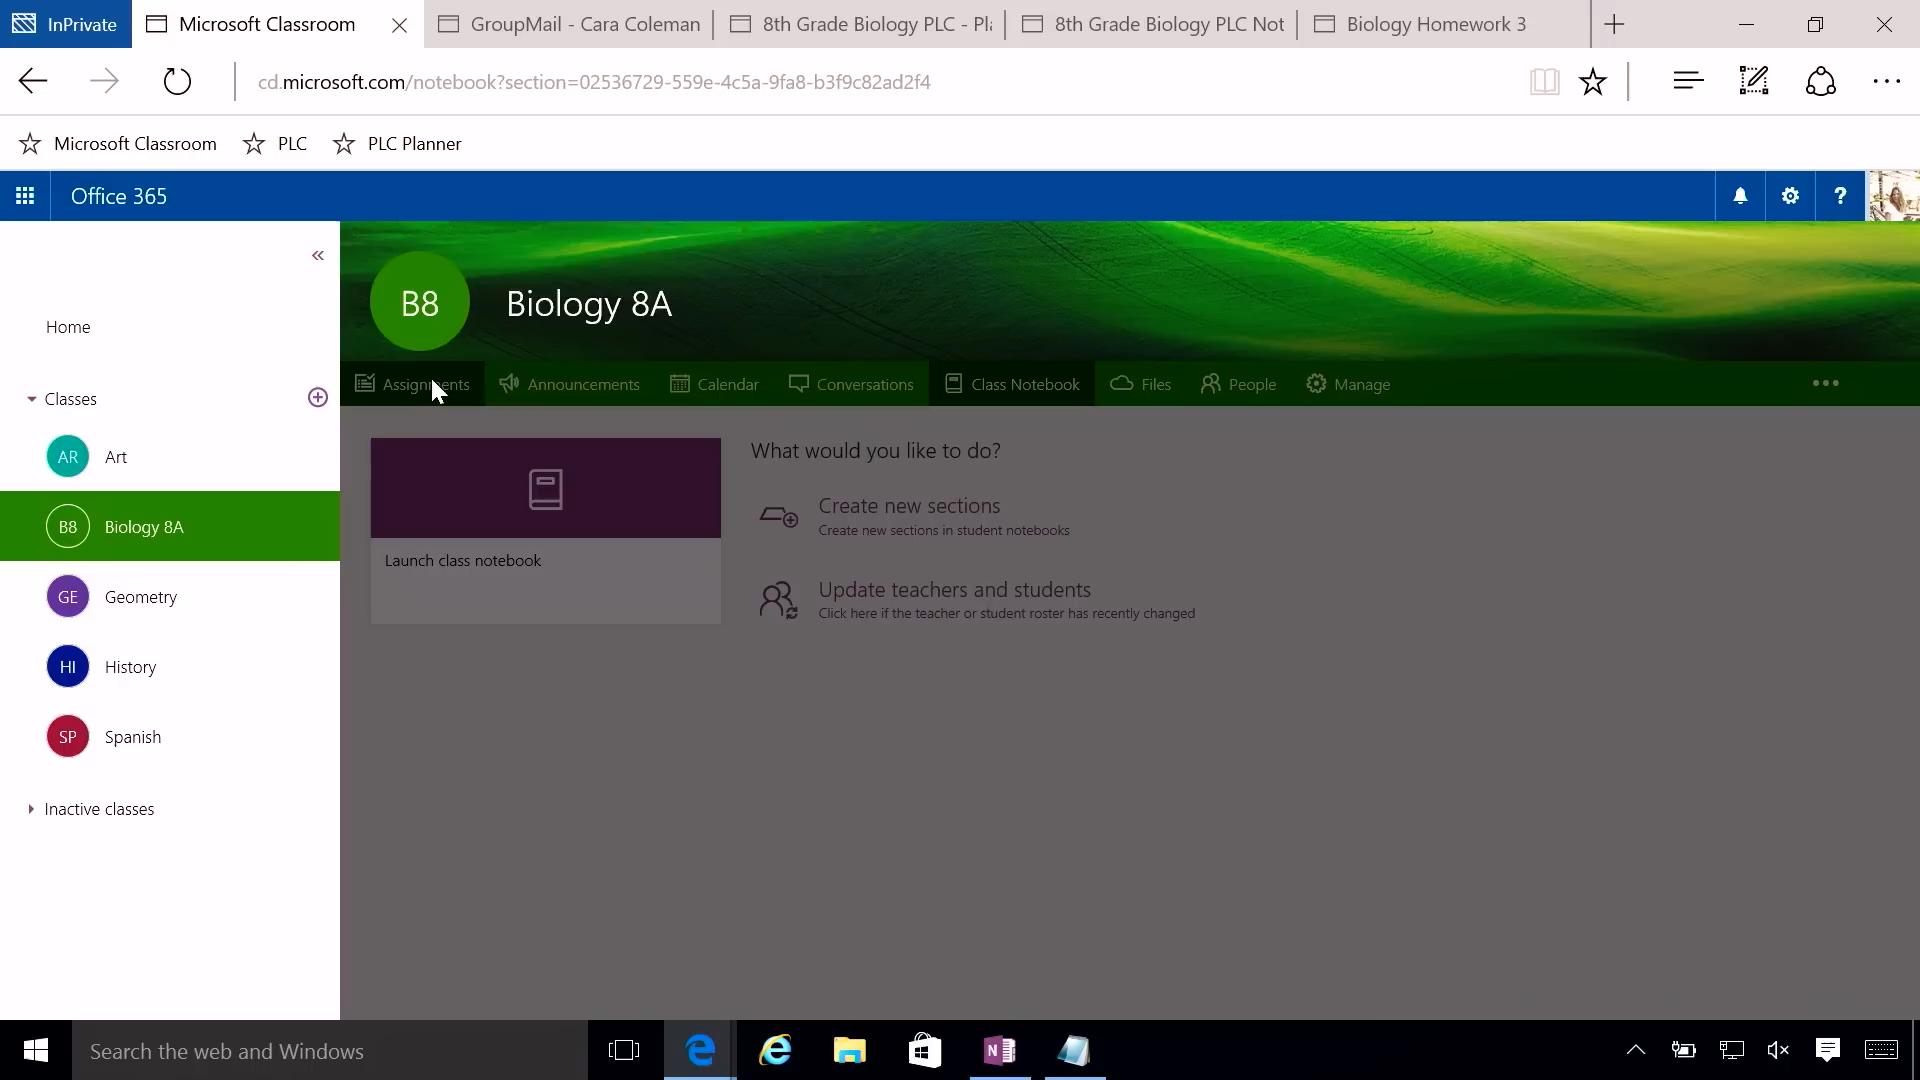 InPrivate
Microsoft Classroom
GroupMail - Cara Coleman
8th Grade Biology PLC - Pl
8th Grade Biology PLC Not
Biology Homework 3
cd.microsoft.com/notebook?section=02536729-559e-4c5a-9fa8-b3f9c82ad2f4
Microsoft Classroom
PLC
PLC Planner
Office 365
?
«
B8
Biology 8A
Home
Assignments
Announcements
Calendar
Conversations
Class Notebook
Files
People
Manage
Classes
AR
Art
B8
Biology 8A
GE
Geometry
HI
History
SP
Spanish
Inactive classes
Launch class notebook
What would you like to do?
Create new sections
Create new sections in student notebooks
Update teachers and students
Click here if the teacher or student roster has recently changed
Search the web and Windows
N